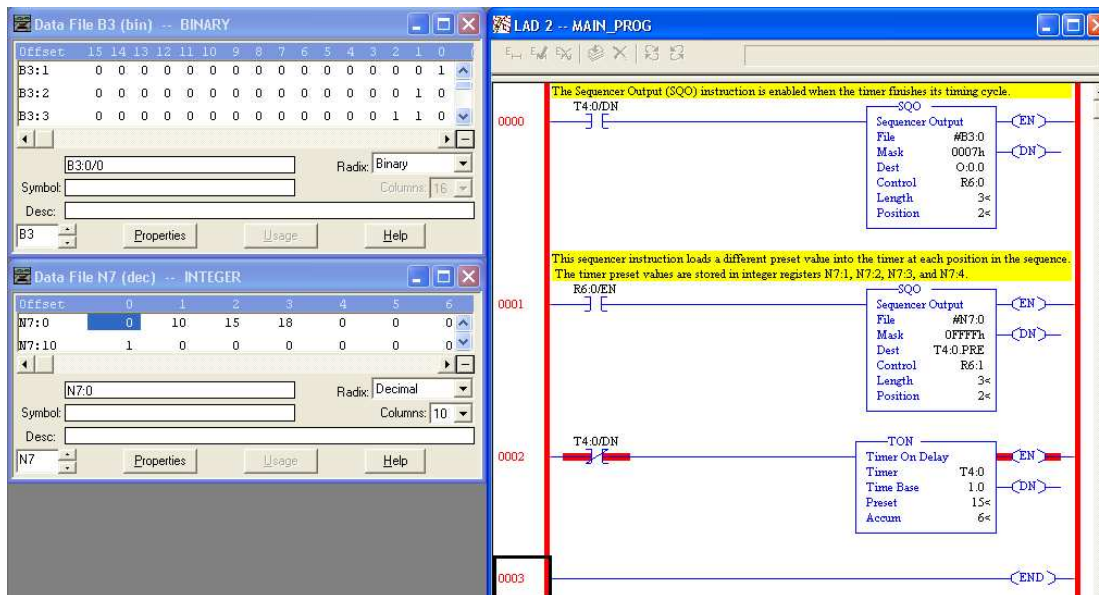 Data File B3 (bin) -- BINARY
Offset 15 14 13 12 11 10 9 8 7 6 5 4 3 2 1 0 (
B3:1 0 0 0 0 0 0 0 0 0 0 0 0 0 0 0 1
B3:2 0 0 0 0 0 0 0 0 0 0 0 0 0 0 1 0
B3:3 0 0 0 0 0 0 0 0 0 0 0 0 0 1 1 0
B3:0/0
Radix: Binary
Symbol:
Columns: 16
Desc:
B3
Properties
Usage
Help
Data File N7 (dec) -- INTEGER
Offset 0 1 2 3 4 5 6
N7:0 0 10 15 18 0 0 0
N7:10 1 0 0 0 0 0 0
N7:0
Radix: Decimal
Symbol:
Columns: 10
Desc:
N7
Properties
Usage
Help
LAD 2 -- MAIN_PROG
The Sequencer Output (SQO) instruction is enabled when the timer finishes its timing cycle.
0000
T4:0/DN
SQO
Sequencer Output
File #B3:0
Mask 0007h
Dest O:0.0
Control R6:0
Length 3<
Position 2<
EN
DN
This sequencer instruction loads a different preset value into the timer at each position in the sequence.
The timer preset values are stored in integer registers N7:1, N7:2, N7:3, and N7:4.
0001
R6:0/EN
SQO
Sequencer Output
File #N7:0
Mask 0FFFFh
Dest T4:0.PRE
Control R6:1
Length 3<
Position 2<
EN
DN
0002
T4:0/DN
TON
Timer On Delay
Timer T4:0
Time Base 1.0
Preset 15<
Accum 6<
EN
DN
0003
END